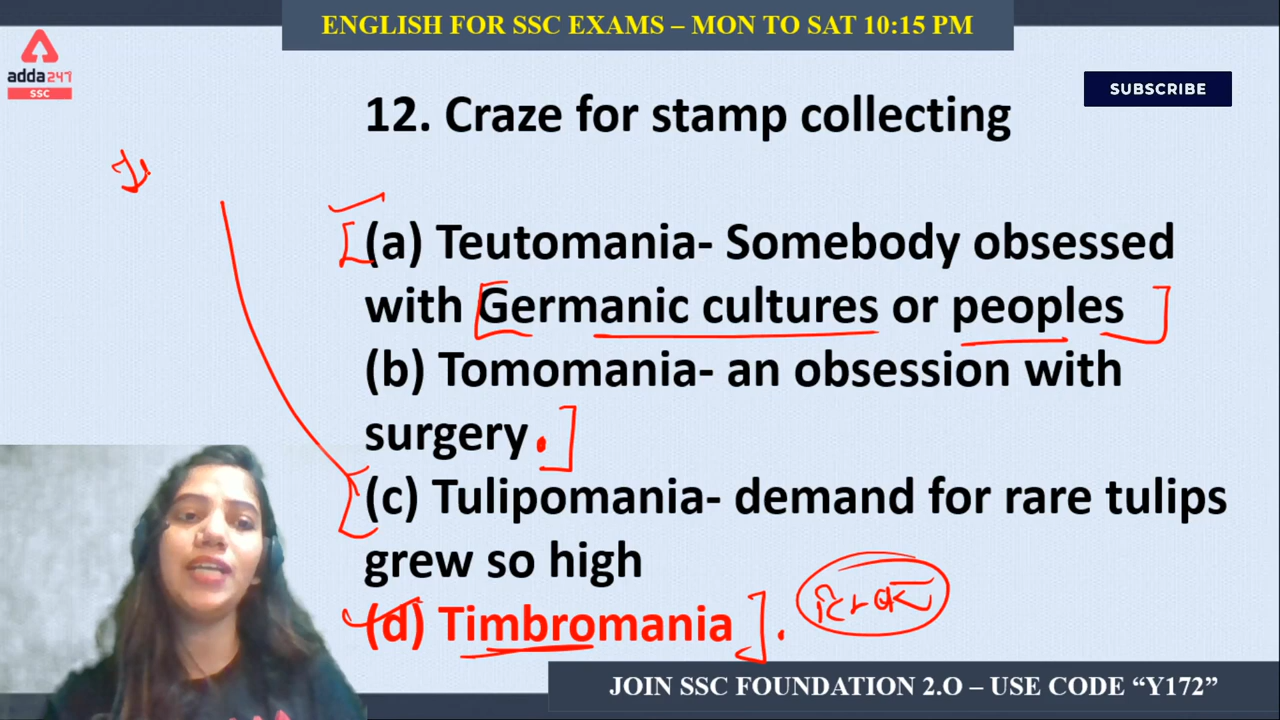 ENGLISH FOR SSC EXAMS – MON TO SAT 10:15 PM
adda247
SSC
SUBSCRIBE
12. Craze for stamp collecting
(a) Teutomania- Somebody obsessed
with Germanic cultures or peoples
(b) Tomomania- an obsession with
surgery.
(c) Tulipomania- demand for rare tulips
grew so high
(d) Timbromania
JOIN SSC FOUNDATION 2.O – USE CODE “Y172”